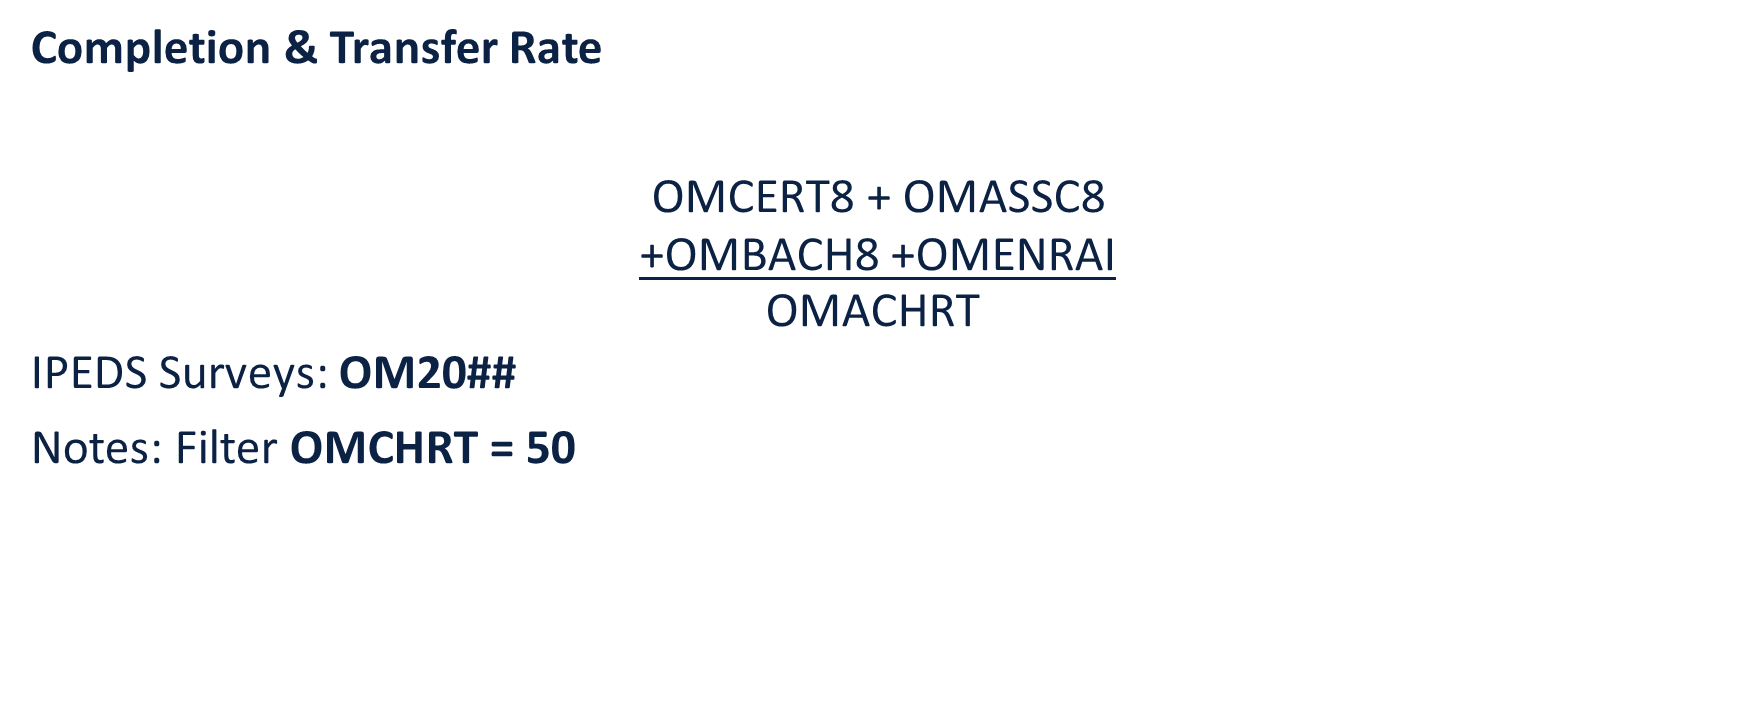 Completion & Transfer Rate
OMCERT8 + OMASSC8
+OMBACH8 +OMENRAI
OMACHRT
IPEDS Surveys: OM20##
Notes: Filter OMCHRT = 50